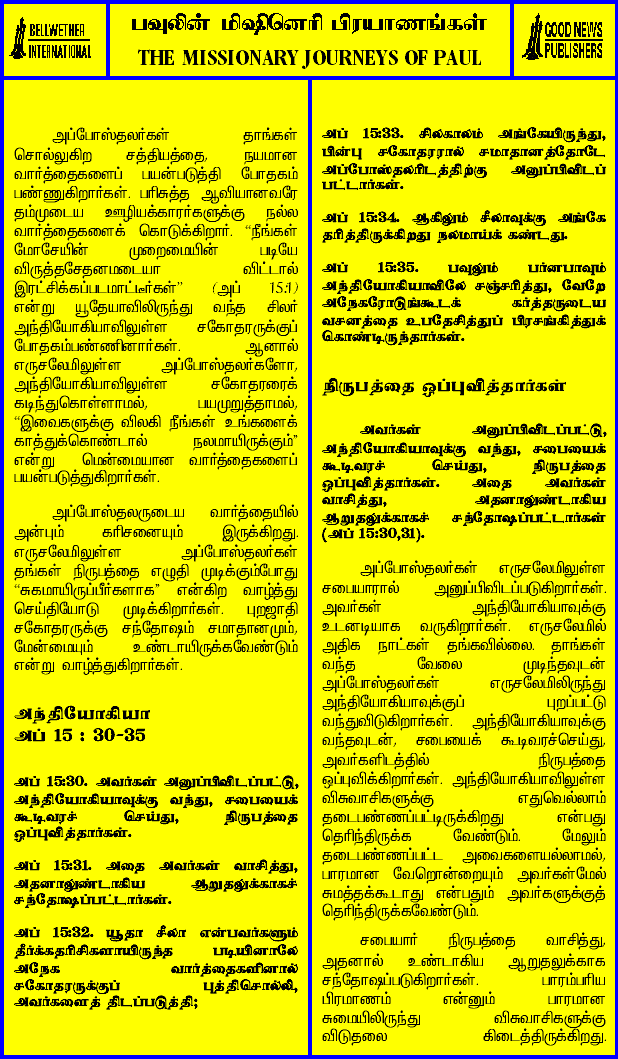 BELLWETHER
INTERNATIONAL
பவுலின் மிஷினெரி பிரயாணங்கள்
THE MISSIONARY JOURNEYS OF PAUL
GOOD NEWS
PUBLISHERS
அப்போஸ்தலர்கள் தாங்கள்
சொல்லுகிற சத்தியத்தை, நயமான
வார்த்தைகளைப் பயன்படுத்தி போதகம்
பண்ணுகிறார்கள். பரிசுத்த ஆவியானவரே
தம்முடைய ஊழியக்காரர்களுக்கு நல்ல
வார்த்தைகளைக் கொடுக்கிறார். “நீங்கள்
மோசேயின் முறைமையின் படியே
விருத்தசேதனமடையா விட்டால்
இரட்சிக்கப்படமாட்டீர்கள்” (அப் 15:1)
என்று யூதேயாவிலிருந்து வந்த சிலர்
அந்தியோகியாவிலுள்ள சகோதரருக்குப்
போதகம்பண்ணினார்கள். ஆனால்
எருசலேமிலுள்ள அப்போஸ்தலர்களோ,
அந்தியோகியாவிலுள்ள சகோதரரைக்
கடிந்துகொள்ளாமல், பயமுறுத்தாமல்,
“இவைகளுக்கு விலகி நீங்கள் உங்களைக்
காத்துக்கொண்டால் நலமாயிருக்கும்”
என்று மென்மையான வார்த்தைகளைப்
பயன்படுத்துகிறார்கள்.
அப்போஸ்தலருடைய வார்த்தையில்
அன்பும் கரிசனையும் இருக்கிறது.
எருசலேமிலுள்ள அப்போஸ்தலர்கள்
தங்கள் நிருபத்தை எழுதி முடிக்கும்போது
“சுகமாயிருப்பீர்களாக” என்கிற வாழ்த்து
செய்தியோடு முடிக்கிறார்கள். புறஜாதி
சகோதரருக்கு சந்தோஷம் சமாதானமும்,
மேன்மையும் உண்டாயிருக்கவேண்டும்
என்று வாழ்த்துகிறார்கள்.
அந்தியோகியா
அப் 15 : 30-35
அப் 15:30. அவர்கள் அனுப்பிவிடப்பட்டு,
அந்தியோகியாவுக்கு வந்து, சபையைக்
கூடிவரச் செய்து, நிருபத்தை
ஒப்புவித்தார்கள்.
அப் 15:31. அதை அவர்கள் வாசித்து,
அதனாலுண்டாகிய ஆறுதலுக்காகச்
சந்தோஷப்பட்டார்கள்.
அப் 15:32. யூதா சீலா என்பவர்களும்
தீர்க்கதரிசிகளாயிருந்த படியினாலே
அநேக வார்த்தைகளினால்
சகோதரருக்குப் புத்திசொல்லி,
அவர்களைத் திடப்படுத்தி;
அப் 15:33. சிலகாலம் அங்கேயிருந்து,
பின்பு சகோதரரால் சமாதானத்தோடே
அப்போஸ்தலரிடத்திற்கு அனுப்பிவிடப்
பட்டார்கள்.
அப் 15:34. ஆகிலும் சீலாவுக்கு அங்கே
தரித்திருக்கிறது நலமாய்க் கண்டது.
அப் 15:35. பவுலும் பர்னபாவும்
அந்தியோகியாவிலே சஞ்சரித்து, வேறே
அநேகரோடுங்கூடக் கர்த்தருடைய
வசனத்தை உபதேசித்துப் பிரசங்கித்துக்
கொண்டிருந்தார்கள்.
நிருபத்தை ஒப்புவித்தார்கள்
அவர்கள் அனுப்பிவிடப்பட்டு,
அந்தியோகியாவுக்கு வந்து, சபையைக்
கூடிவரச் செய்து, நிருபத்தை
ஒப்புவித்தார்கள். அதை அவர்கள்
வாசித்து, அதனாலுண்டாகிய
ஆறுதலுக்காகச் சந்தோஷப்பட்டார்கள்
(அப் 15:30,31).
அப்போஸ்தலர்கள் எருசலேமிலுள்ள
சபையாரால் அனுப்பிவிடப்படுகிறார்கள்.
அவர்கள் அந்தியோகியாவுக்கு
உடனடியாக வருகிறார்கள். எருசலேமில்
அதிக நாட்கள் தங்கவில்லை. தாங்கள்
வந்த வேலை முடிந்தவுடன்
அப்போஸ்தலர்கள் எருசலேமிலிருந்து
அந்தியோகியாவுக்குப் புறப்பட்டு
வந்துவிடுகிறார்கள். அந்தியோகியாவுக்கு
வந்தவுடன், சபையைக் கூடிவரச்செய்து,
அவர்களிடத்தில் நிருபத்தை
ஒப்புவிக்கிறார்கள். அந்தியோகியாவிலுள்ள
விசுவாசிகளுக்கு எதுவெல்லாம்
தடைபண்ணப்பட்டிருக்கிறது என்பது
தெரிந்திருக்க வேண்டும். மேலும்
தடைபண்ணப்பட்ட அவைகளையல்லாமல்,
பாரமான வேறொன்றையும் அவர்கள்மேல்
சுமத்தக்கூடாது என்பதும் அவர்களுக்குத்
தெரிந்திருக்கவேண்டும்.
சபையார் நிருபத்தை வாசித்து,
அதனால் உண்டாகிய ஆறுதலுக்காக
சந்தோஷப்படுகிறார்கள். பாரம்பரிய
பிரமாணம் என்னும் பாரமான
சுமையிலிருந்து விசுவாசிகளுக்கு
விடுதலை கிடைத்திருக்கிறது.